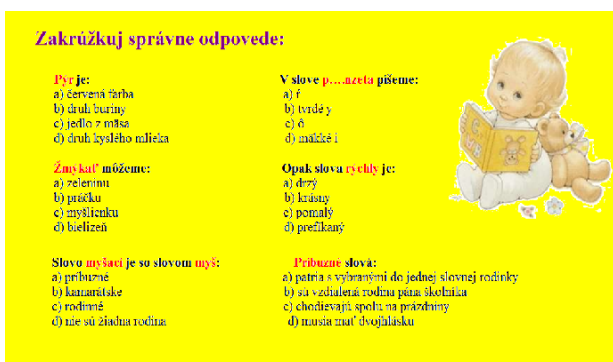 Zakrúžkuj správne odpovede:
Pýr je:
a) červená farba
b) druh buriny
c) jedlo z mäsa
d) druh kyslého mlieka
V slove p….nzeta píšeme:
a) ŕ
b) tvrdé y
c) ô
d) mäkké i
Žmýkať môžeme:
a) zeleninu
b) práčku
c) myšlienku
d) bielizeň
Opak slova rýchly je:
a) drzý
b) krásny
c) pomalý
d) prefíkaný
Slovo myšací je so slovom myš:
a) príbuzné
b) kamarátske
c) rodinné
d) nie sú žiadna rodina
Príbuzné slová:
a) patria s vybranými do jednej slovnej rodinky
b) sú vzdialená rodina pána školníka
c) chodievajú spolu na prázdniny
d) musia mať dvojhlásku